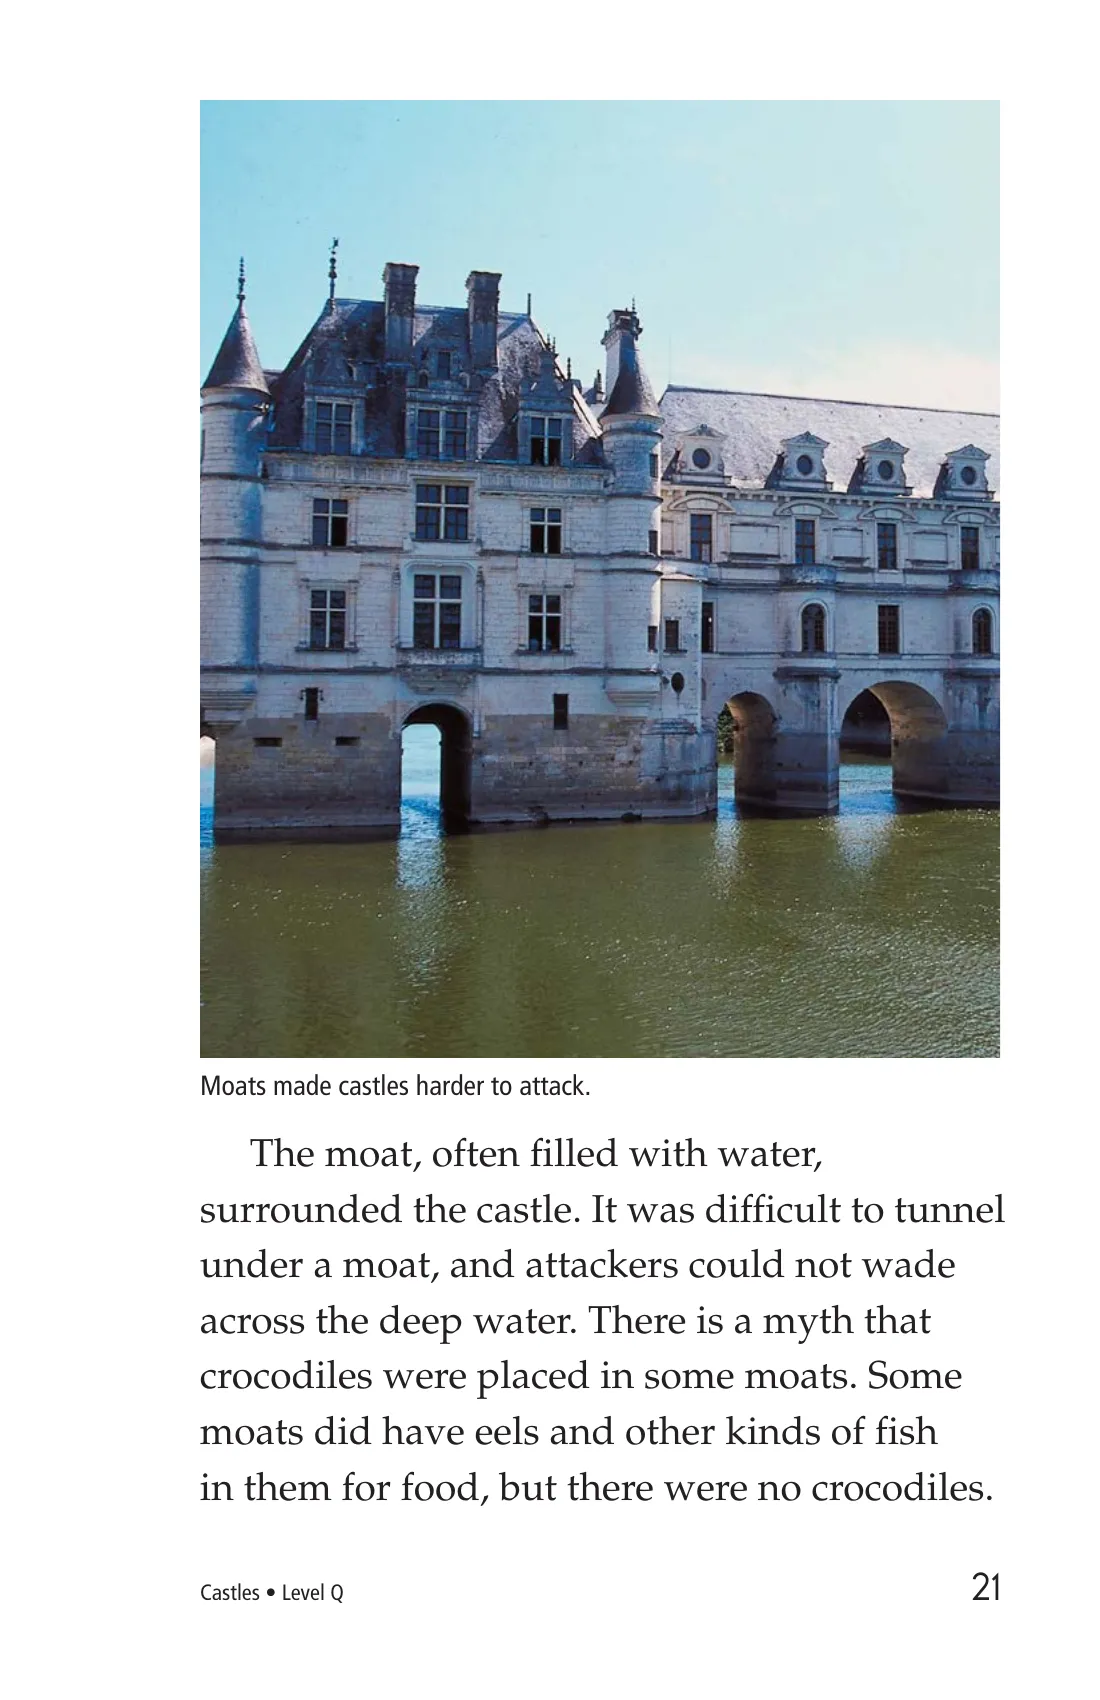 Moats made castles harder to attack.
The moat, often filled with water,
surrounded the castle. It was difficult to tunnel
under a moat, and attackers could not wade
across the deep water. There is a myth that
crocodiles were placed in some moats. Some
moats did have eels and other kinds of fish
in them for food, but there were no crocodiles.
Castles • Level Q
21